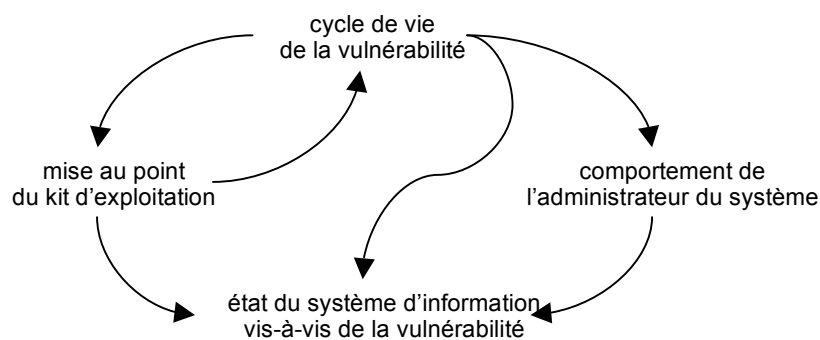 cycle de vie
de la vulnérabilité
mise au point
du kit d'exploitation
comportement de
l'administrateur du système
état du système d'information
vis-à-vis de la vulnérabilité